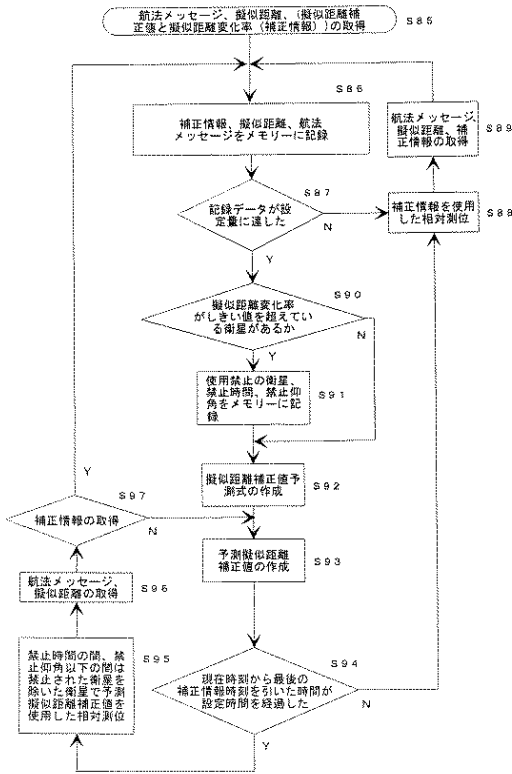 航法メッセージ、擬似距離、(擬似距離補
正値と擬似距離変化率(補正情報))の取得
S85
S86
補正情報、擬似距離、航法
メッセージをメモリーに記録
航法メッセージ、
擬似距離、補
正情報の取得
S89
S87
記録データが設
定量に達した
N
Y
補正情報を使用
した相対測位
S88
S90
擬似距離変化率
がしきい値を超えてい
る衛星があるか
N
Y
使用禁止の衛星、
禁止時間、禁止仰
角をメモリーに記
録
S91
擬似距離補正値予
測式の作成
S92
Y
S97
補正情報の取得
N
予測擬似距離
補正値の作成
S93
航法メッセージ、
擬似距離の取得
S96
禁止時間の間、禁
止仰角以下の間は
禁止された衛星を
除いた衛星で予測
擬似距離補正値を
使用した相対測位
S95
S94
現在時刻から最後の
補正情報時刻を引いた時間が
設定時間を経過した
N
Y